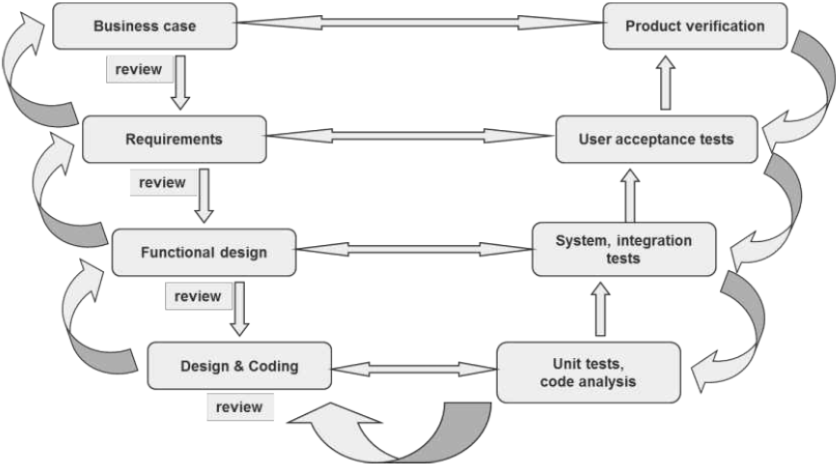 Business case
Product verification
review
Requirements
User acceptance tests
review
Functional design
System, integration
tests
review
Design & Coding
Unit tests,
code analysis
review